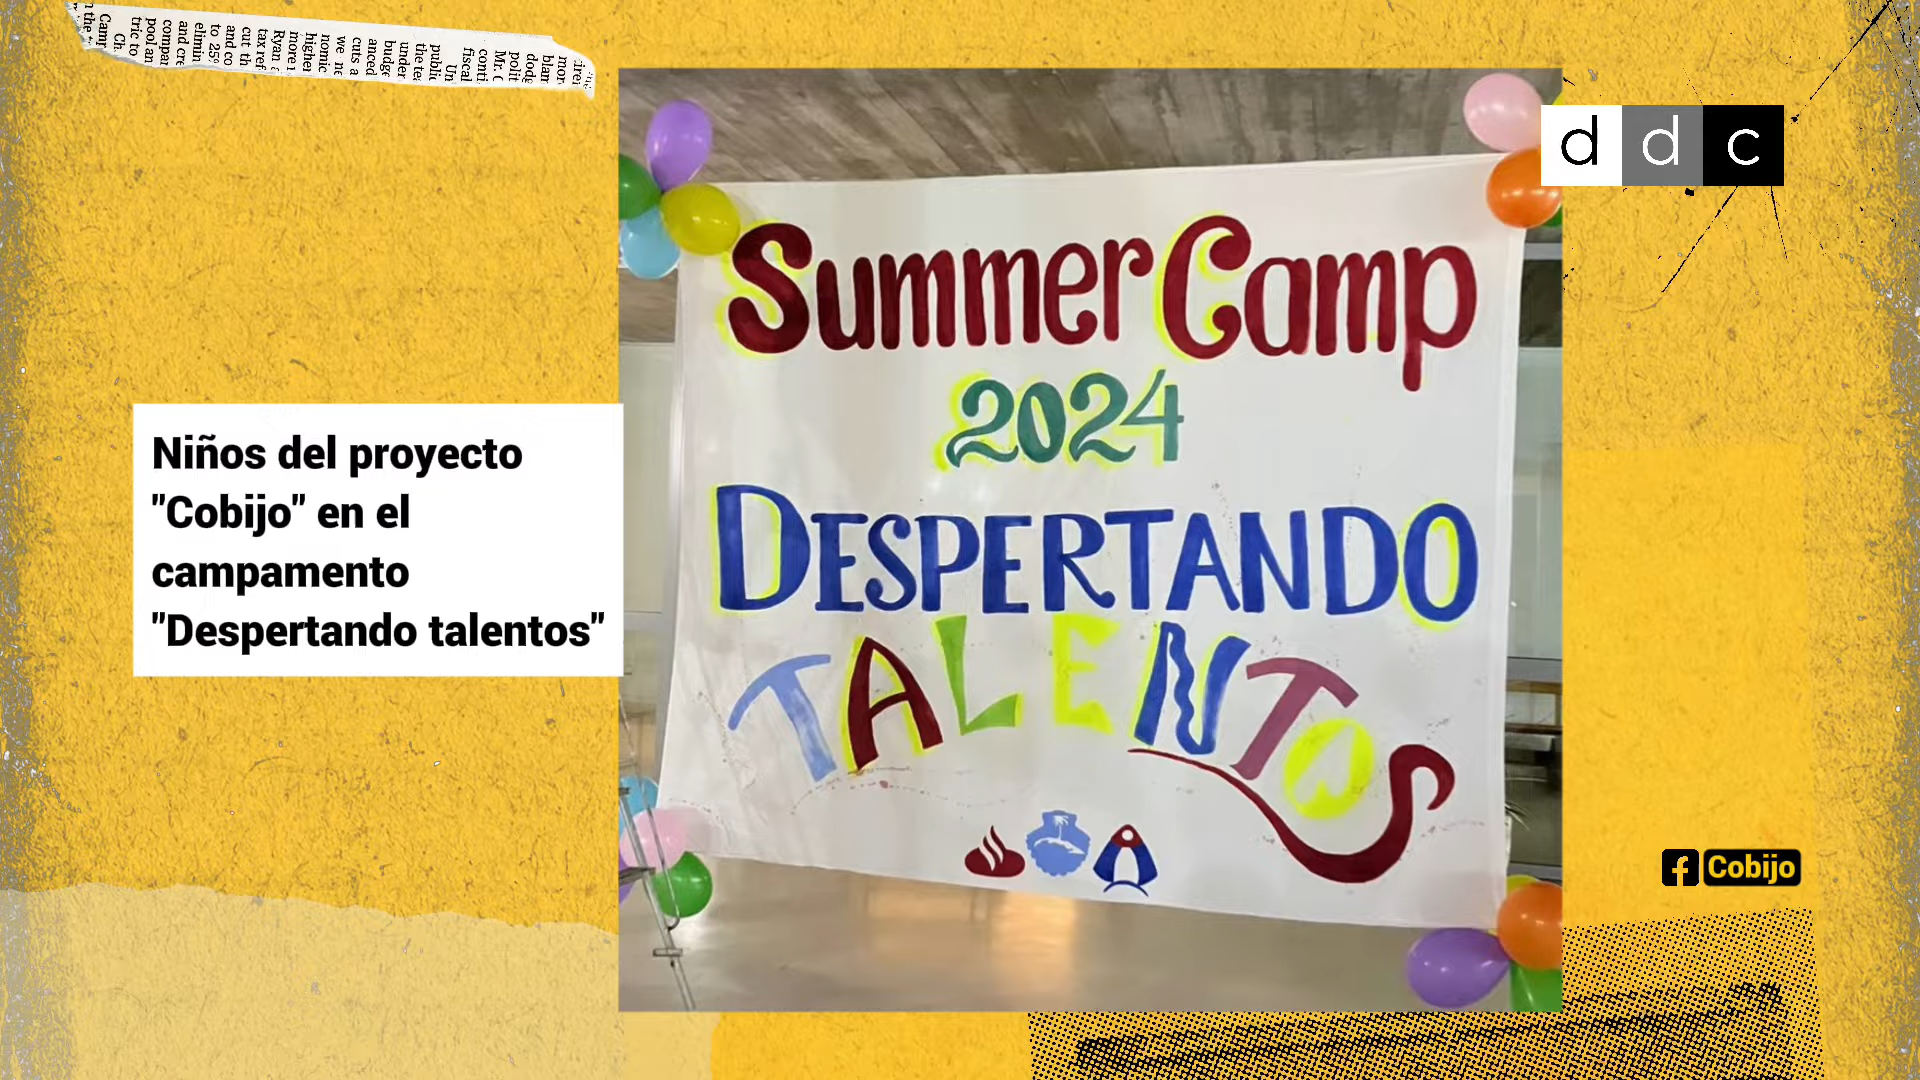 ddc
Niños del proyecto
"Cobijo" en el
campamento
"Despertando talentos"
Summer Camp
2024
DESPERTANDO
TALENTOS
Cobijo